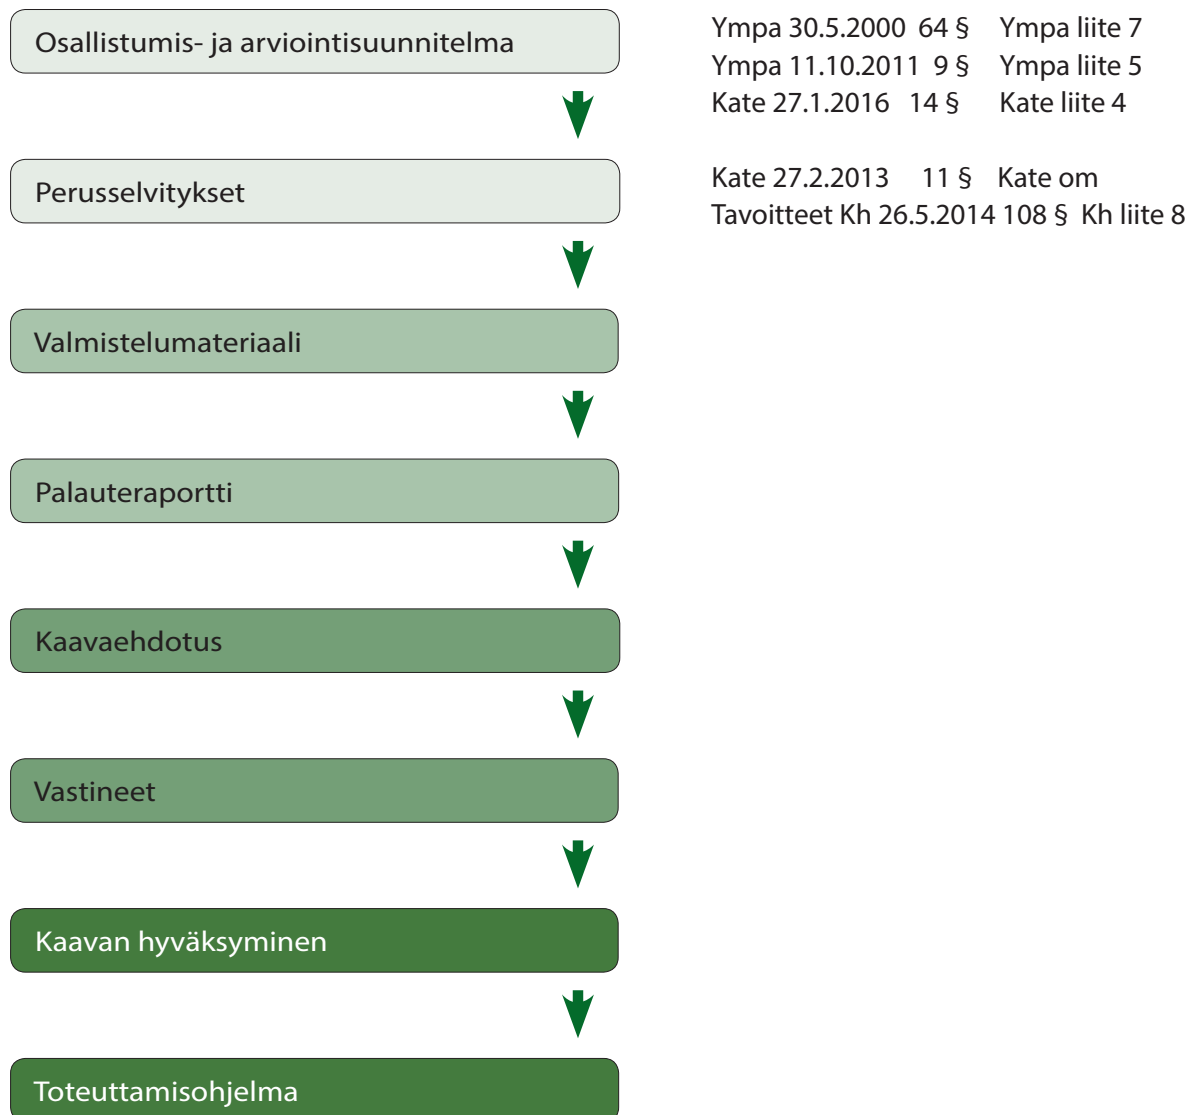 Osallistumis- ja arviointisuunnitelma
Ympa 30.5.2000 64 § Ympa liite 7
Ympa 11.10.2011 9 § Ympa liite 5
Kate 27.1.2016 14 § Kate liite 4
Perusselvitykset
Kate 27.2.2013 11 § Kate om
Tavoitteet Kh 26.5.2014 108 § Kh liite 8
Valmistelumateriaali
Palauteraportti
Kaavaehdotus
Vastineet
Kaavan hyväksyminen
Toteuttamisohjelma